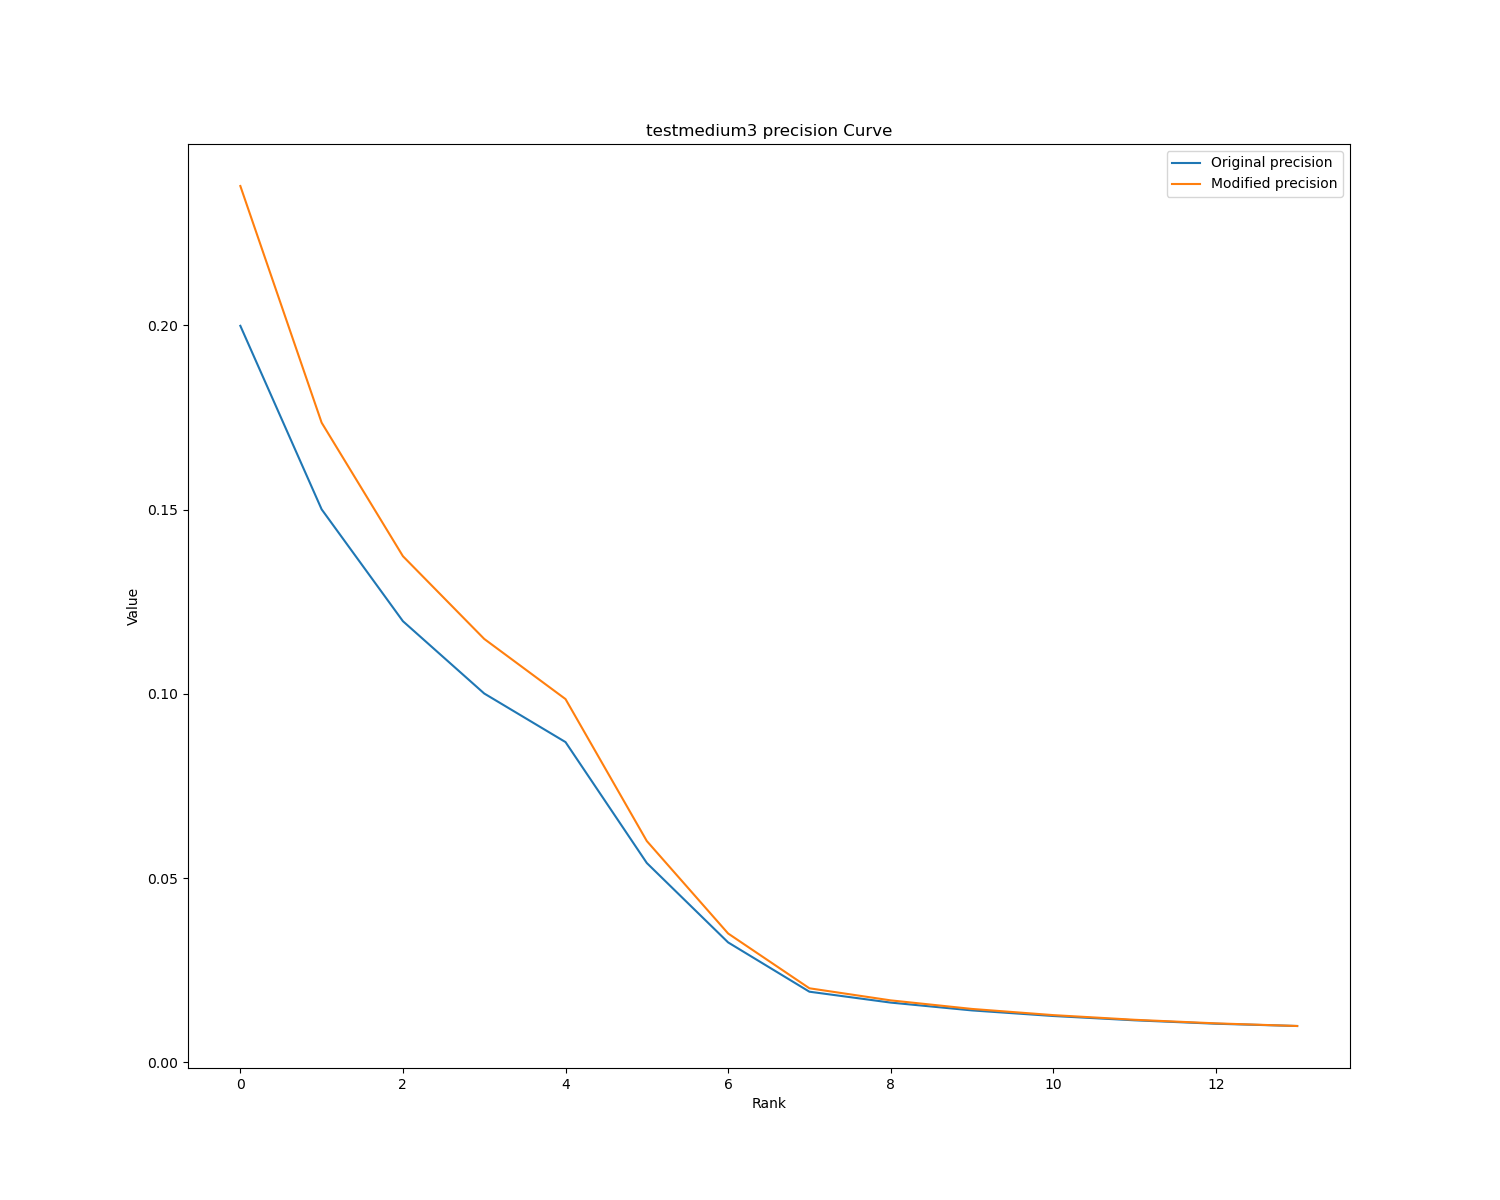 testmedium3 precision Curve
Original precision
Modified precision
Value
0.20
0.15
0.10
0.05
0.00
0 2 4 6 8 10 12
Rank